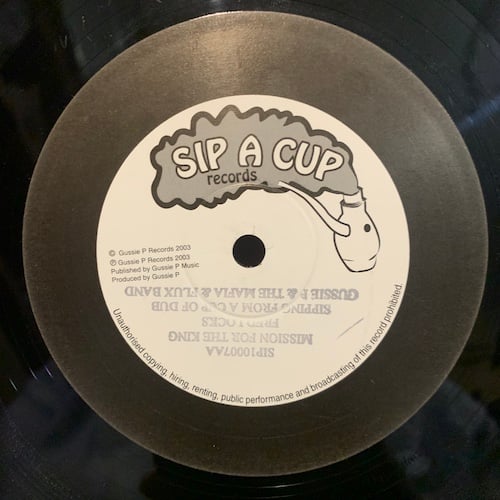 SIP A CUP
records
© Gussie P Records 2003
℗ Gussie P Records 2003
Published by Gussie P Music
Produced by Gussie P
SIP10007AA
MISSION FOR THE KING
FRED LOCKS
SIPPING FROM A CUP OF DUB
GUSSIE P & THE MAFIA & FLUX BAND
Unauthorised copying, hiring, renting, public performance and broadcasting of this record prohibited.